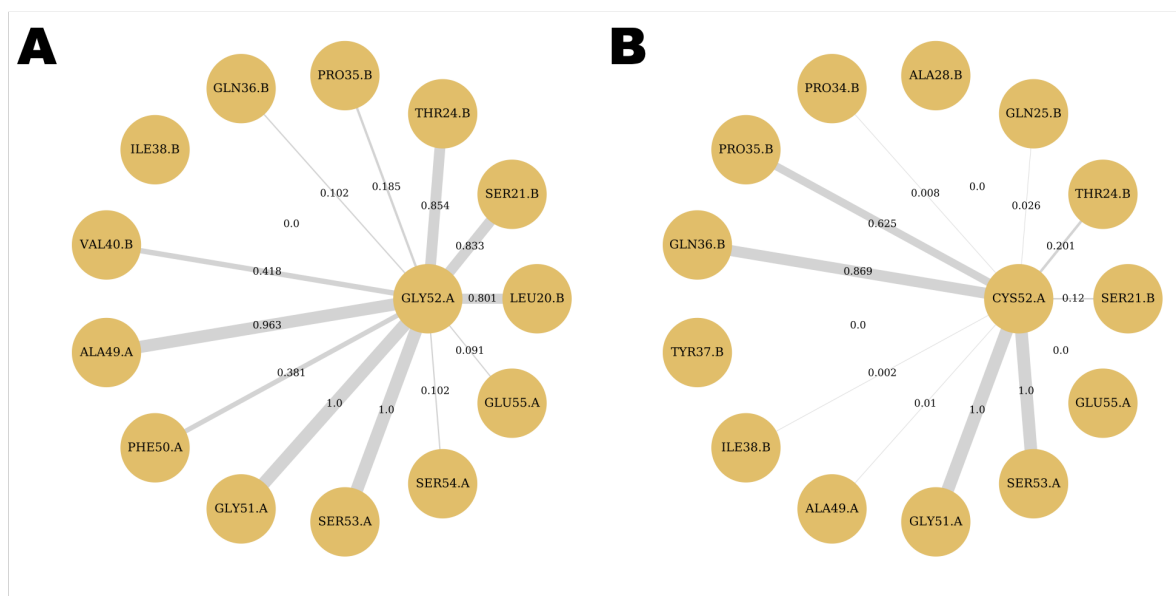 A
PRO35.B
GLN36.B
THR24.B
ILE38.B
SER21.B
0.185
0.102
0.854
0.0
VAL40.B
0.833
0.418
GLY52.A
0.801
LEU20.B
0.963
ALA49.A
0.091
0.381
1.0
1.0
0.102
GLU55.A
PHE50.A
SER54.A
GLY51.A
SER53.A
B
ALA28.B
PRO34.B
GLN25.B
PRO35.B
0.0
THR24.B
0.008
0.026
0.625
GLN36.B
0.201
0.869
CYS52.A
0.12
SER21.B
0.0
0.0
TYR37.B
0.002
0.01
1.0
1.0
GLU55.A
ILE38.B
SER53.A
ALA49.A
GLY51.A